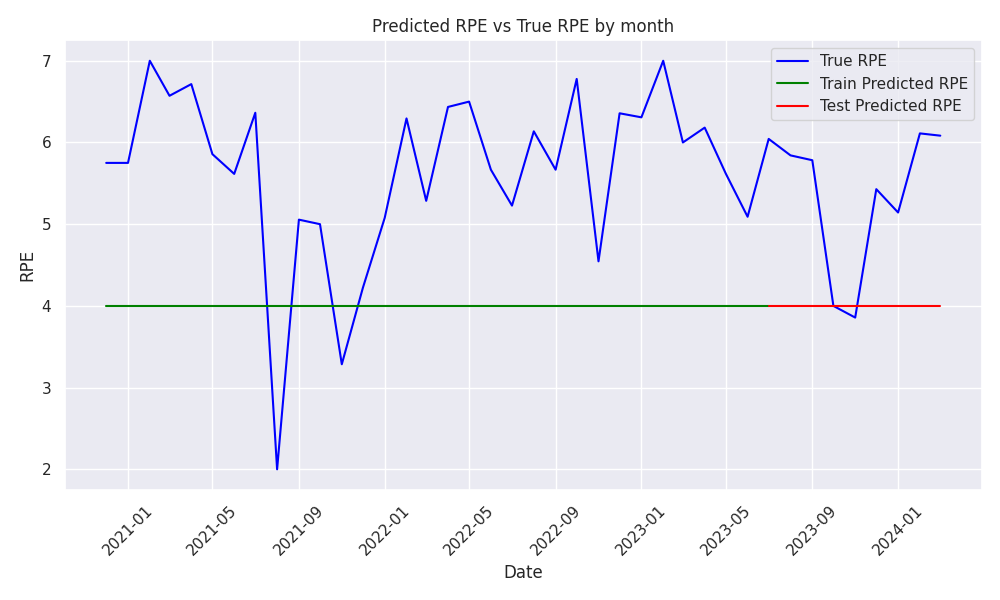 Predicted RPE vs True RPE by month
True RPE
Train Predicted RPE
Test Predicted RPE
RPE
7
6
5
4
3
2
2021-01
2021-05
2021-09
2022-01
2022-05
2022-09
2023-01
2023-05
2023-09
2024-01
Date